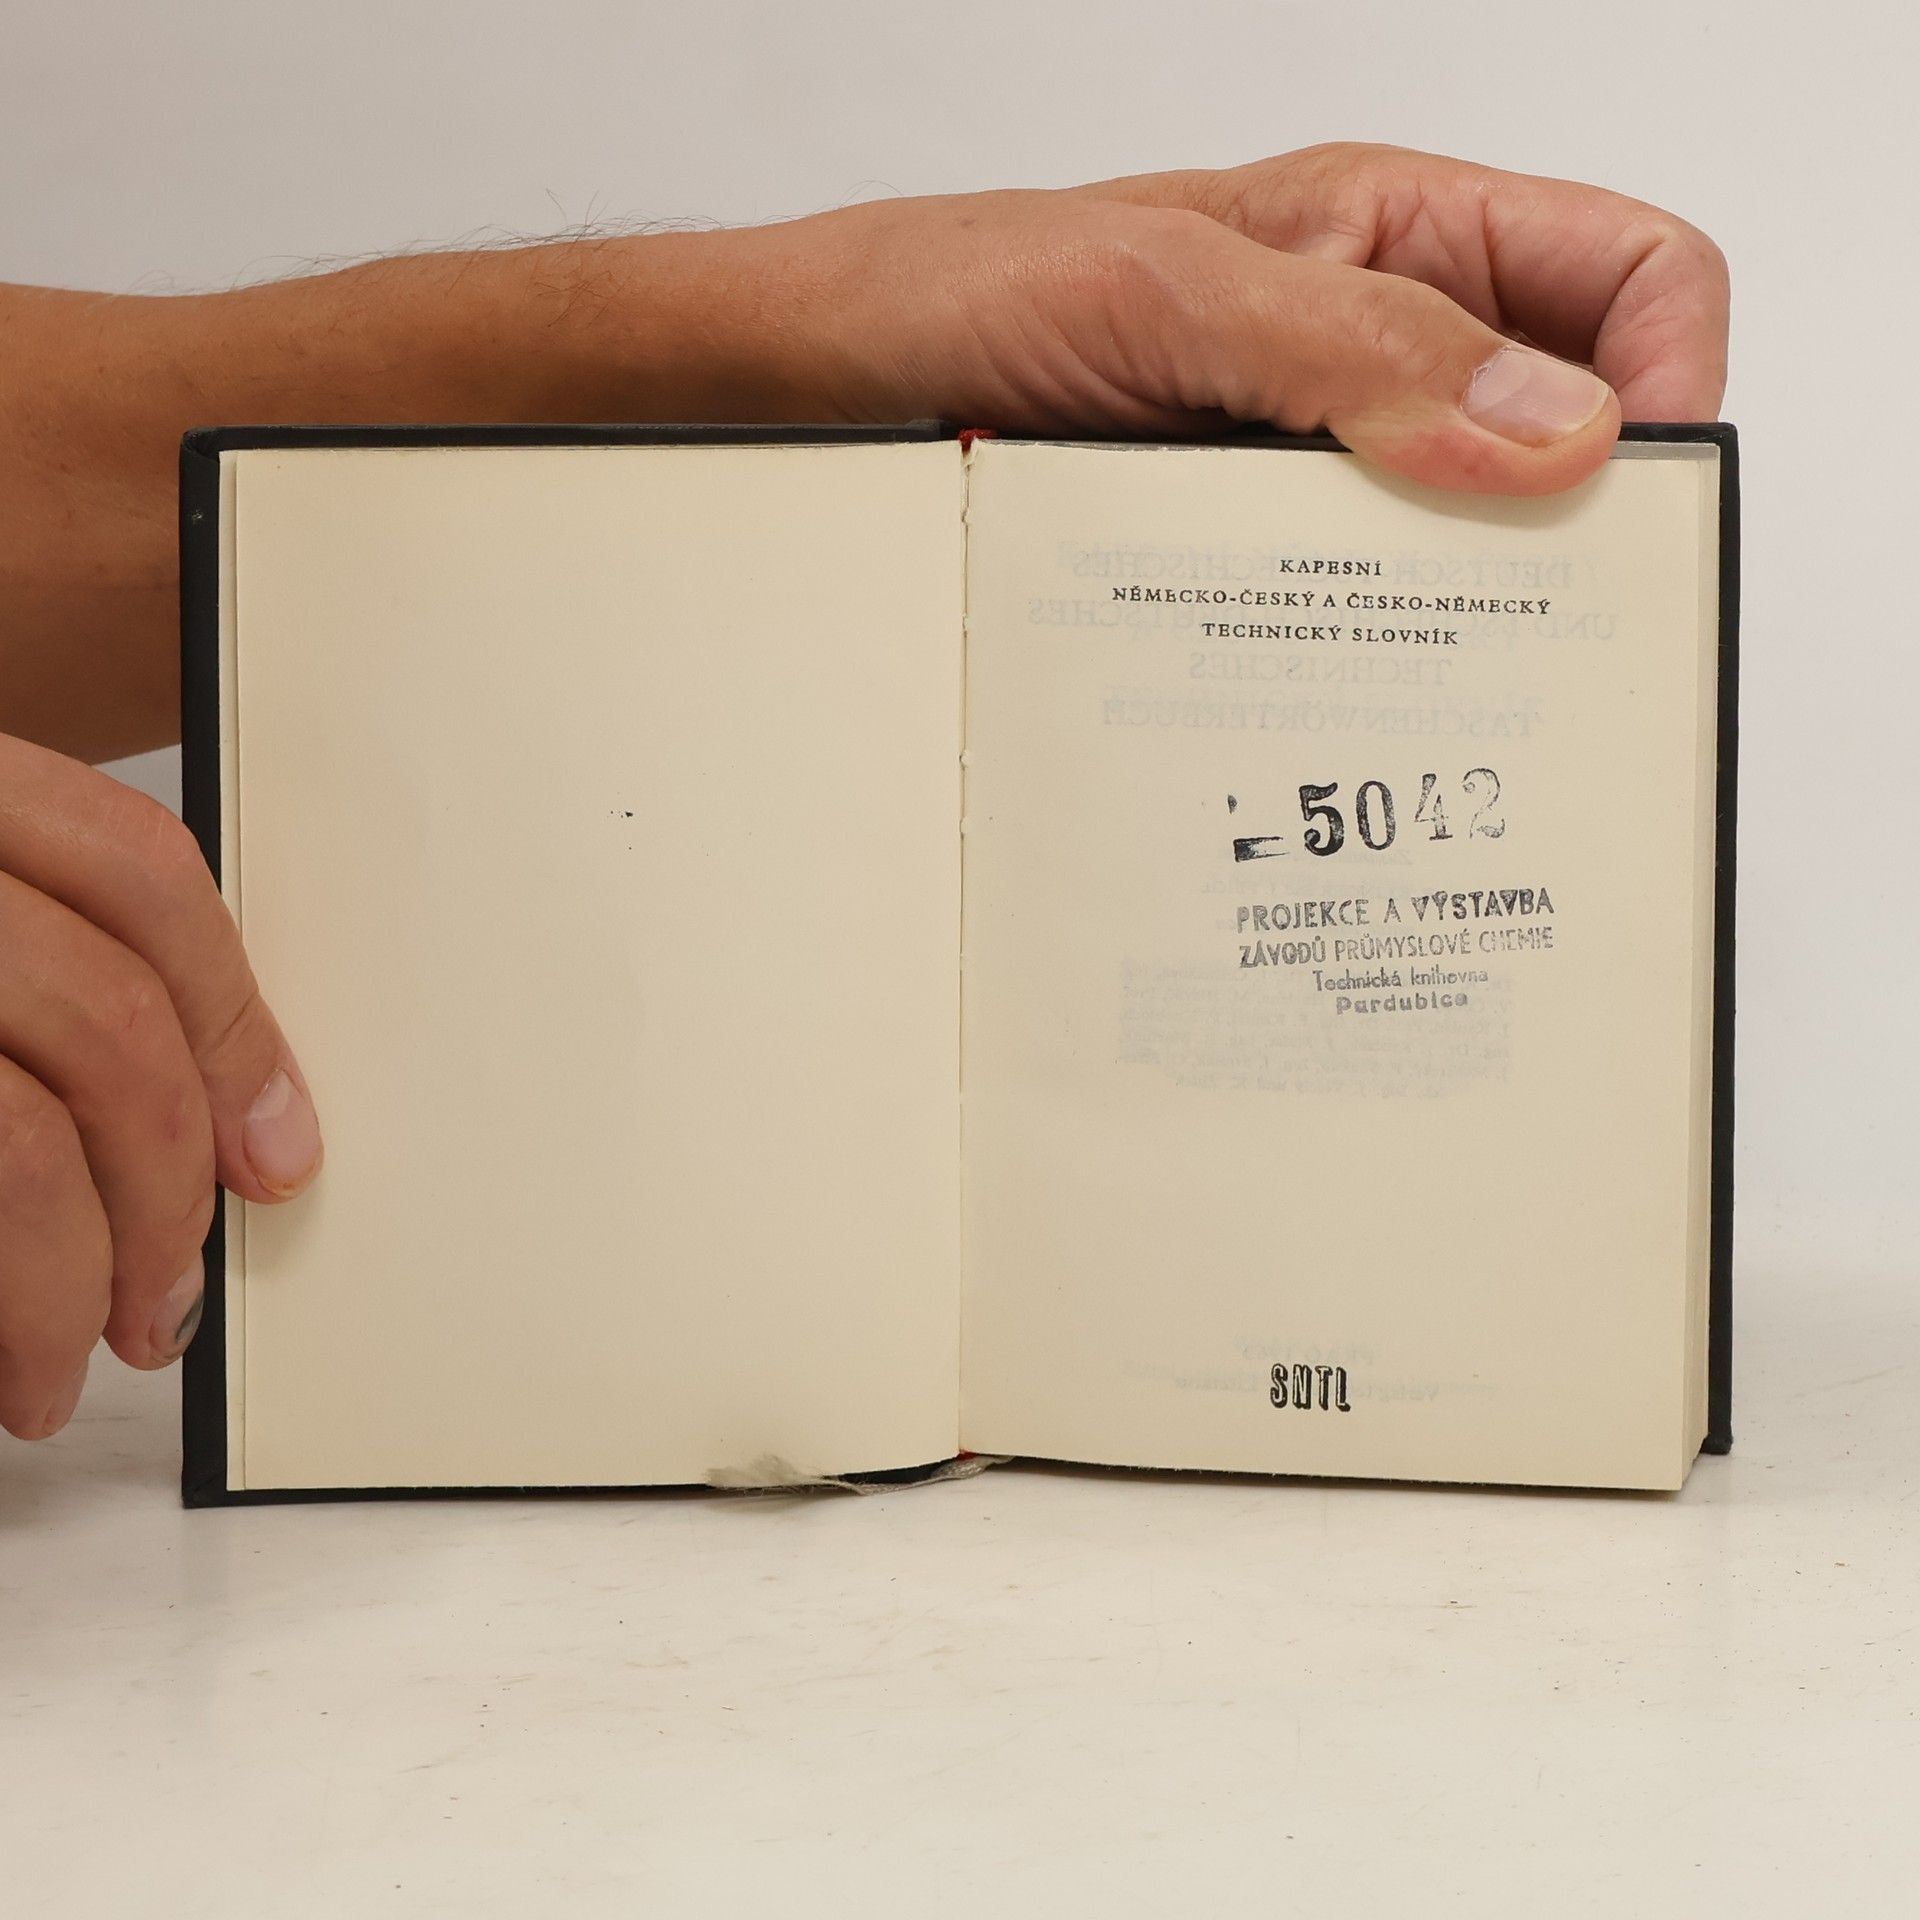 KAPESNÍ
NĚMECKO-ČESKÝ A ČESKO-NĚMECKÝ
TECHNICKÝ SLOVNÍK
5042
PROJEKCE A VÝSTAVBA
ZÁVODŮ PRŮMYSLOVÉ CHEMIE
Technická knihovna
Pardubice
SNTL